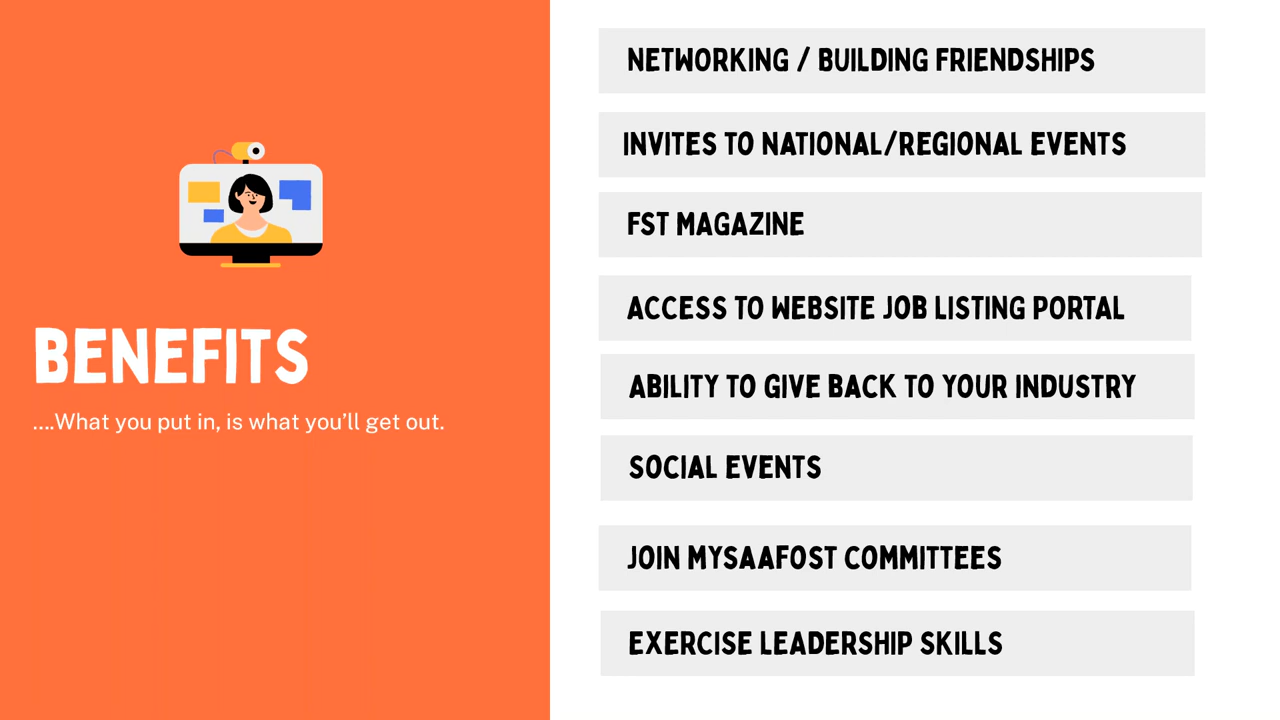 BENEFITS
....What you put in, is what you'll get out.
NETWORKING / BUILDING FRIENDSHIPS
INVITES TO NATIONAL/REGIONAL EVENTS
FST MAGAZINE
ACCESS TO WEBSITE JOB LISTING PORTAL
ABILITY TO GIVE BACK TO YOUR INDUSTRY
SOCIAL EVENTS
JOIN MYSAAFOST COMMITTEES
EXERCISE LEADERSHIP SKILLS